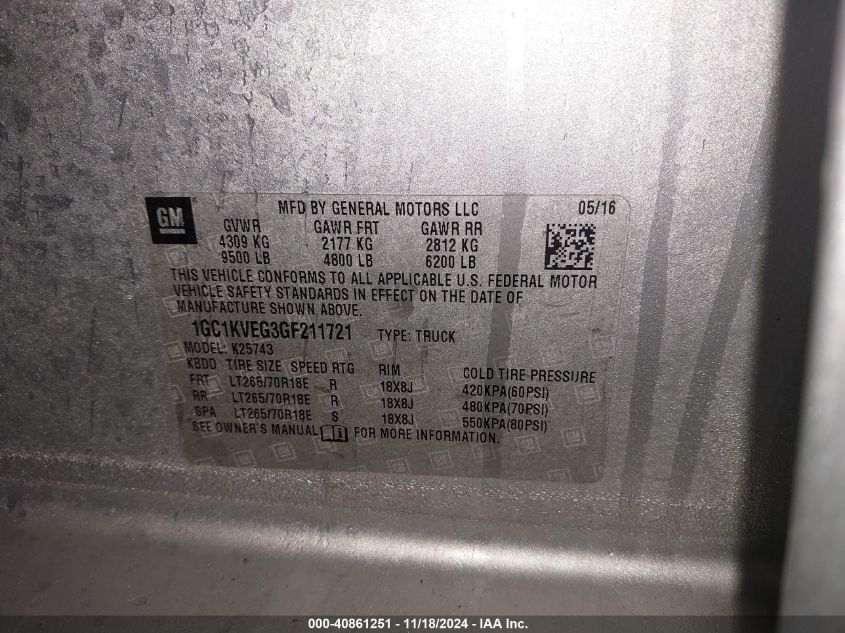 GM
MFD BY GENERAL MOTORS LLC 05/16
GVWR GAWR FRT GAWR RR
4309 KG 2177 KG 2812 KG
9500 LB 4800 LB 6200 LB
THIS VEHICLE CONFORMS TO ALL APPLICABLE U.S. FEDERAL MOTOR
VEHICLE SAFETY STANDARDS IN EFFECT ON THE DATE OF
MANUFACTURE SHOWN ABOVE.
1GC1KVEG3GF211721 TYPE: TRUCK
MODEL: K25743
KBDD TIRE SIZE SPEED RTG RIM COLD TIRE PRESSURE
FRT LT265/70R18E R 18X8J 420KPA(60PSI)
RR LT265/70R18E R 18X8J 480KPA(70PSI)
SPA LT265/70R18E S 18X8J 550KPA(80PSI)
SEE OWNER'S MANUAL FOR MORE INFORMATION.
000-40861251 - 11/18/2024 - IAA Inc.